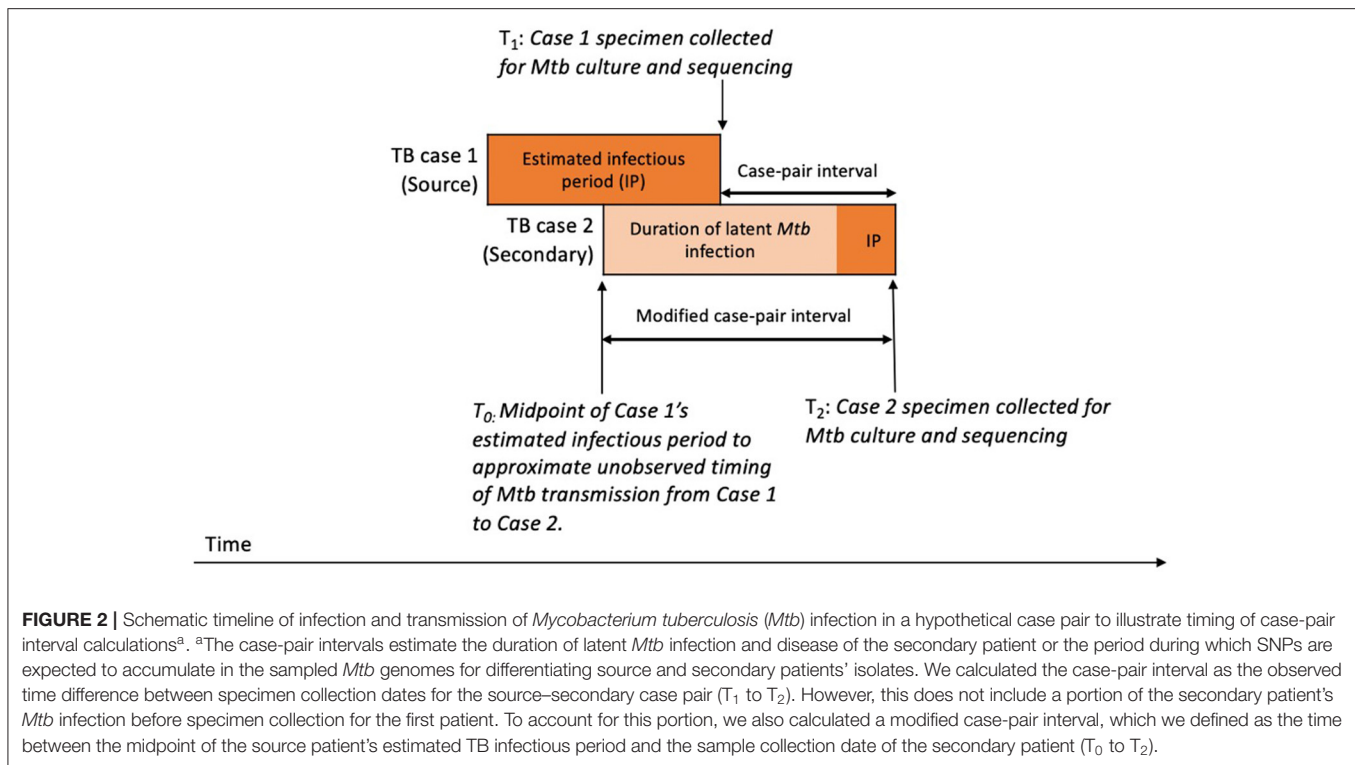 T₁: Case 1 specimen collected
for Mtb culture and sequencing
TB case 1
(Source)
Estimated infectious
period (IP)
Case-pair interval
TB case 2
(Secondary)
Duration of latent Mtb
infection
IP
Modified case-pair interval
T₀: Midpoint of Case 1's
estimated infectious period to
approximate unobserved timing
of Mtb transmission from Case 1
to Case 2.
T₂: Case 2 specimen collected for
Mtb culture and sequencing
Time
FIGURE 2 | Schematic timeline of infection and transmission of Mycobacterium tuberculosis (Mtb) infection in a hypothetical case pair to illustrate timing of case-pair
interval calculationsᵃ. ᵃThe case-pair intervals estimate the duration of latent Mtb infection and disease of the secondary patient or the period during which SNPs are
expected to accumulate in the sampled Mtb genomes for differentiating source and secondary patients' isolates. We calculated the case-pair interval as the observed
time difference between specimen collection dates for the source–secondary case pair (T₁ to T₂). However, this does not include a portion of the secondary patient's
Mtb infection before specimen collection for the first patient. To account for this portion, we also calculated a modified case-pair interval, which we defined as the time
between the midpoint of the source patient's estimated TB infectious period and the sample collection date of the secondary patient (T₀ to T₂).